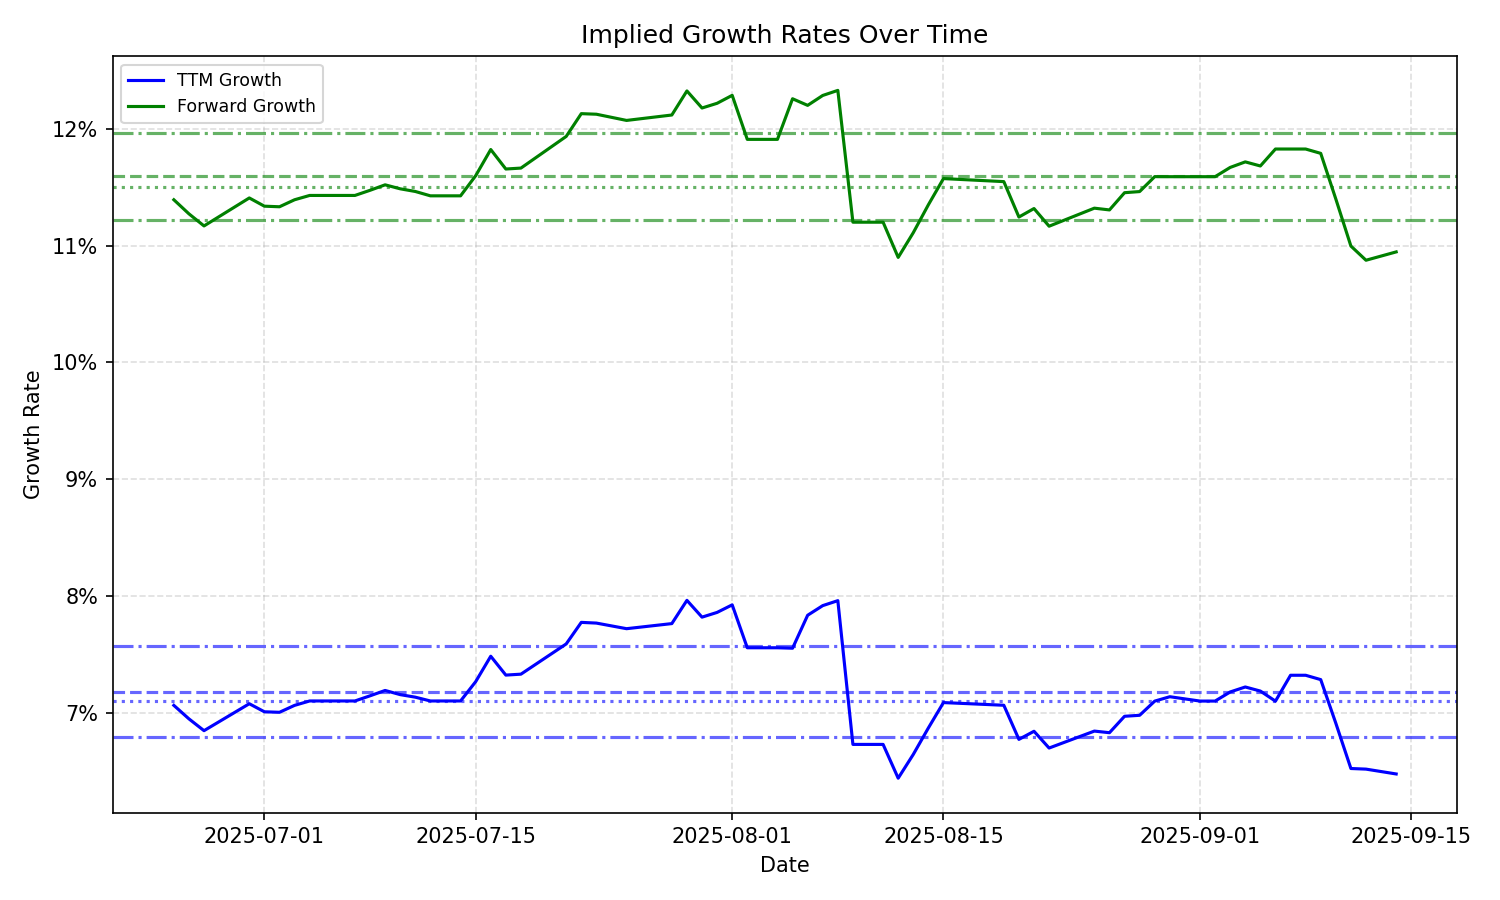 Implied Growth Rates Over Time
TTM Growth
Forward Growth
12%
11%
10%
9%
8%
7%
Growth Rate
2025-07-01
2025-07-15
2025-08-01
2025-08-15
2025-09-01
2025-09-15
Date